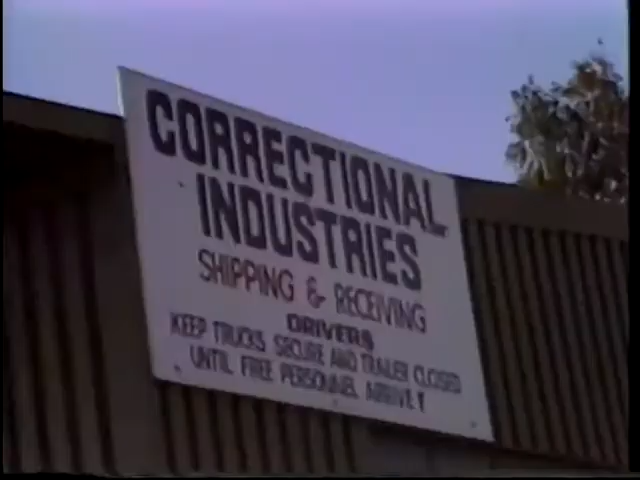 CORRECTIONAL
INDUSTRIES
SHIPPING & RECEIVING
DRIVERS
KEEP TRUCKS SECURE AND TRAILER CLOSED
UNTIL FREE PERSONNEL ARRIVE!